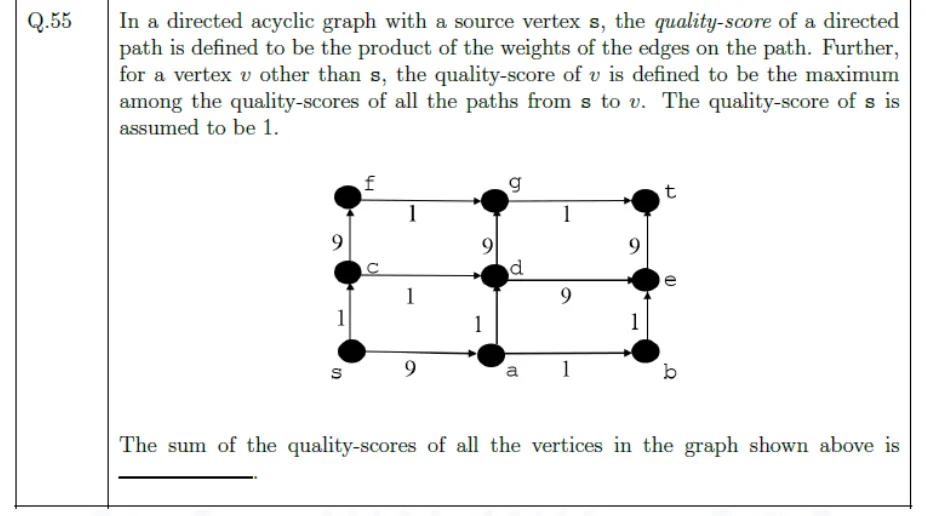 Q.55
In a directed acyclic graph with a source vertex s, the quality-score of a directed
path is defined to be the product of the weights of the edges on the path. Further,
for a vertex v other than s, the quality-score of v is defined to be the maximum
among the quality-scores of all the paths from s to v. The quality-score of s is
assumed to be 1.
f g t
1 1
9 9 9
c d e
1 9
1 1 1
s 9 a 1 b
The sum of the quality-scores of all the vertices in the graph shown above is
.